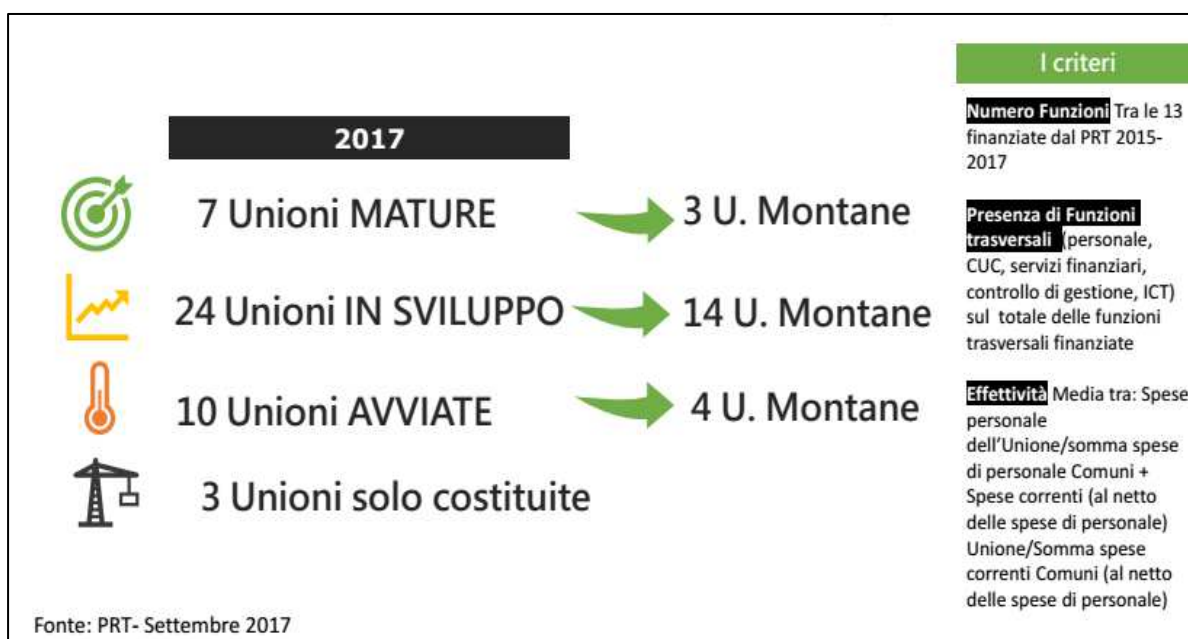 2017
7 Unioni MATURE
3 U. Montane
24 Unioni IN SVILUPPO
14 U. Montane
10 Unioni AVVIATE
4 U. Montane
3 Unioni solo costituite
Fonte: PRT- Settembre 2017
I criteri
Numero Funzioni Tra le 13
finanziate dal PRT 2015-
2017
Presenza di Funzioni
trasversali (personale,
CUC, servizi finanziari,
controllo di gestione, ICT)
sul totale delle funzioni
trasversali finanziate
Effettività Media tra: Spese
personale
dell'Unione/somma spese
di personale Comuni +
Spese correnti (al netto
delle spese di personale)
Unione/Somma spese
correnti Comuni (al netto
delle spese di personale)